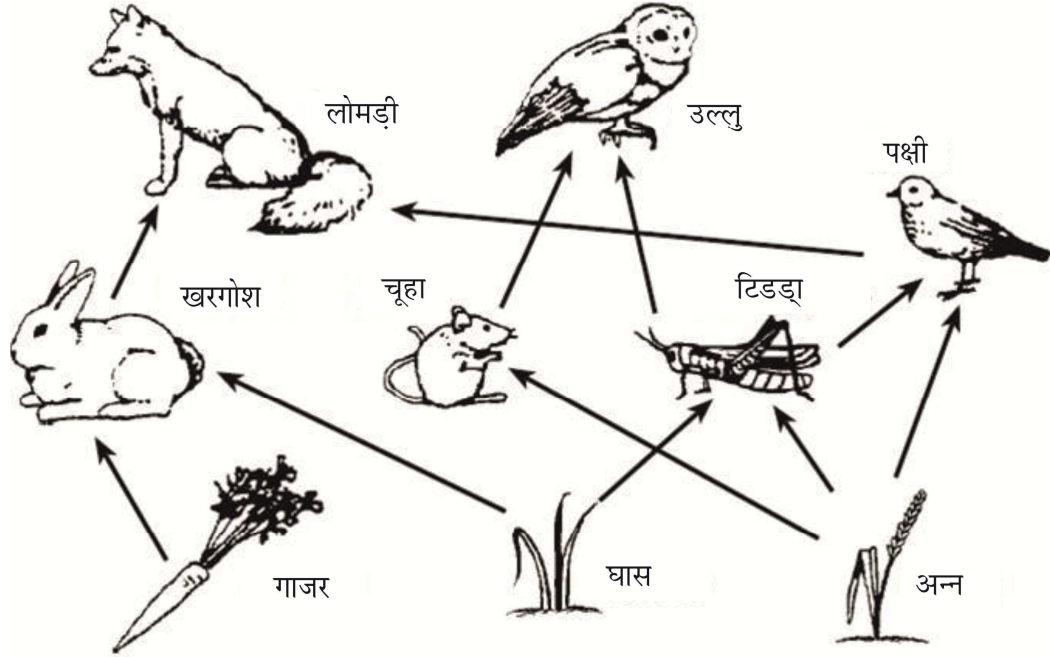 लोमड़ी
उल्लु
पक्षी
खरगोश
चूहा
टिडड्ा
गाजर
घास
अन्न